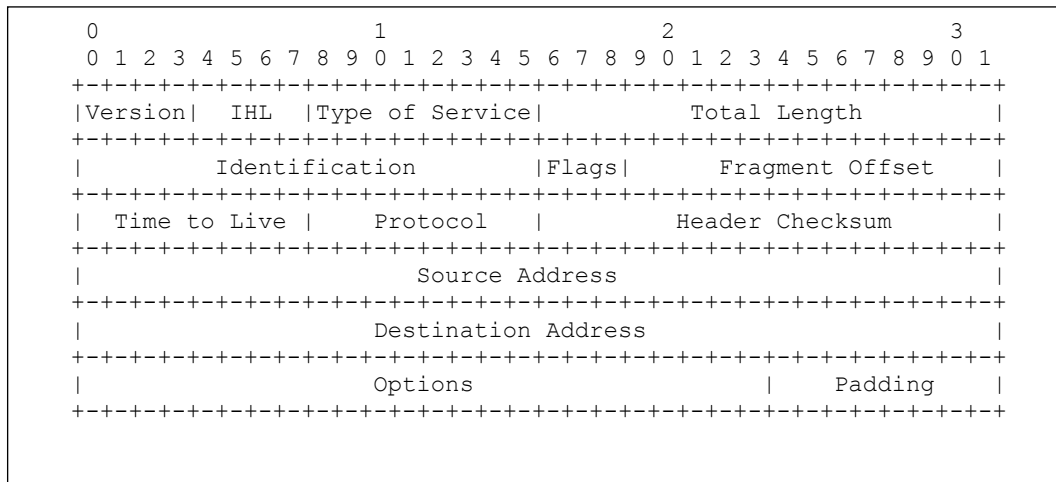 0                   1                   2                   3
 0 1 2 3 4 5 6 7 8 9 0 1 2 3 4 5 6 7 8 9 0 1 2 3 4 5 6 7 8 9 0 1
+-+-+-+-+-+-+-+-+-+-+-+-+-+-+-+-+-+-+-+-+-+-+-+-+-+-+-+-+-+-+-+-+
|Version|  IHL  |Type of Service|          Total Length         |
+-+-+-+-+-+-+-+-+-+-+-+-+-+-+-+-+-+-+-+-+-+-+-+-+-+-+-+-+-+-+-+-+
|         Identification        |Flags|      Fragment Offset    |
+-+-+-+-+-+-+-+-+-+-+-+-+-+-+-+-+-+-+-+-+-+-+-+-+-+-+-+-+-+-+-+-+
|  Time to Live |    Protocol   |         Header Checksum       |
+-+-+-+-+-+-+-+-+-+-+-+-+-+-+-+-+-+-+-+-+-+-+-+-+-+-+-+-+-+-+-+-+
|                       Source Address                          |
+-+-+-+-+-+-+-+-+-+-+-+-+-+-+-+-+-+-+-+-+-+-+-+-+-+-+-+-+-+-+-+-+
|                    Destination Address                        |
+-+-+-+-+-+-+-+-+-+-+-+-+-+-+-+-+-+-+-+-+-+-+-+-+-+-+-+-+-+-+-+-+
|                    Options                    |    Padding    |
+-+-+-+-+-+-+-+-+-+-+-+-+-+-+-+-+-+-+-+-+-+-+-+-+-+-+-+-+-+-+-+-+